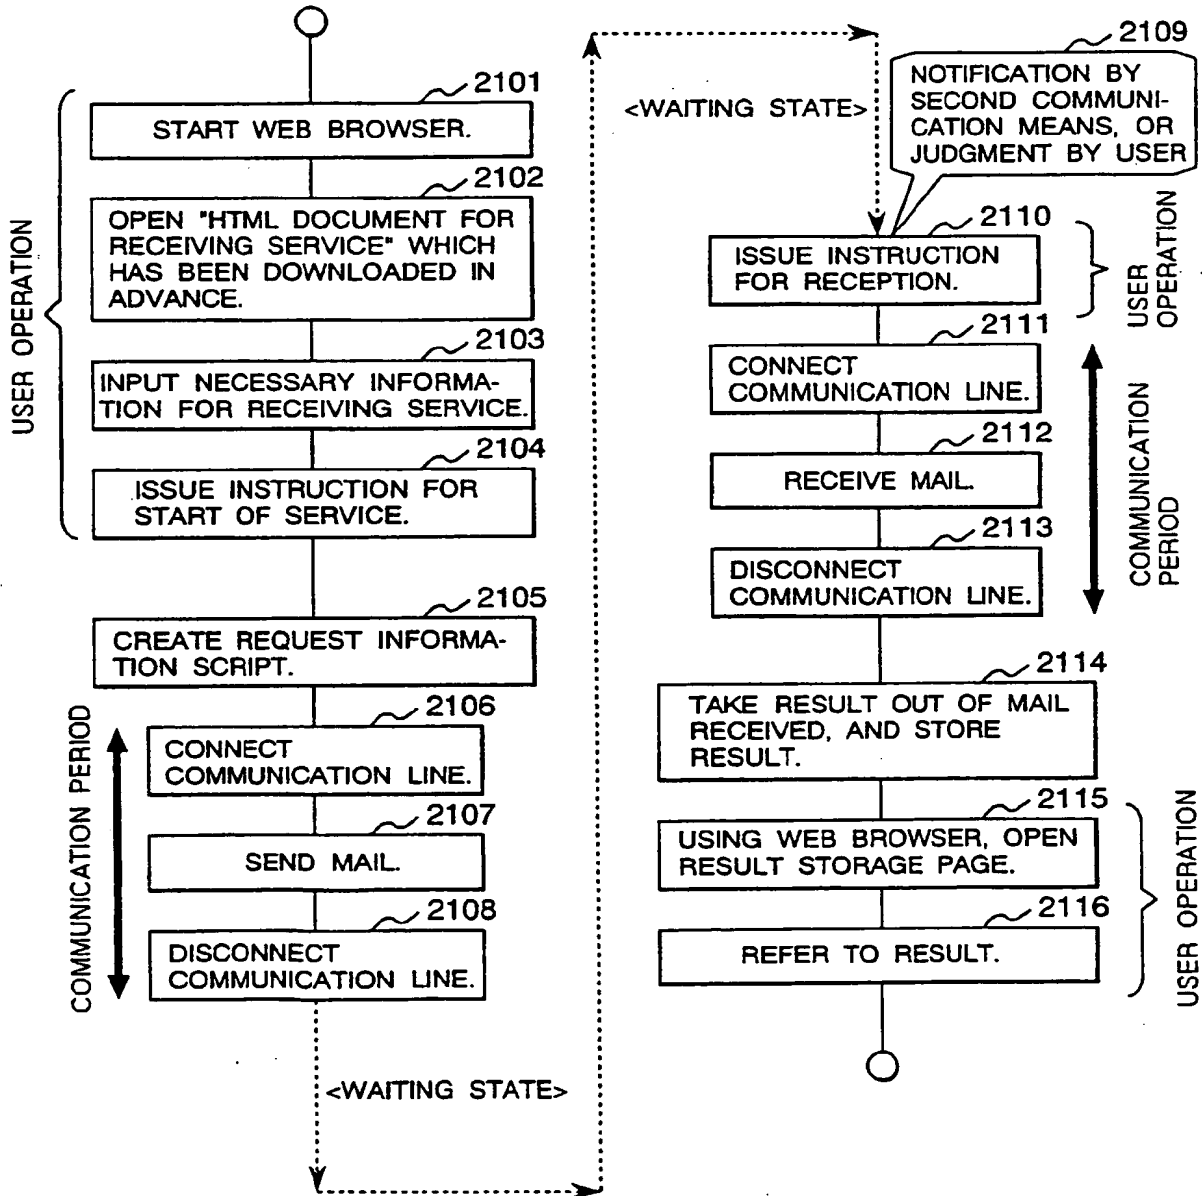 2101
START WEB BROWSER.
2102
OPEN "HTML DOCUMENT FOR
RECEIVING SERVICE" WHICH
HAS BEEN DOWNLOADED IN
ADVANCE.
2103
INPUT NECESSARY INFORMA-
TION FOR RECEIVING SERVICE.
2104
ISSUE INSTRUCTION FOR
START OF SERVICE.
USER OPERATION
2105
CREATE REQUEST INFORMA-
TION SCRIPT.
2106
CONNECT
COMMUNICATION LINE.
2107
SEND MAIL.
2108
DISCONNECT
COMMUNICATION LINE.
COMMUNICATION PERIOD
<WAITING STATE>
<WAITING STATE>
2109
NOTIFICATION BY
SECOND COMMUNI-
CATION MEANS, OR
JUDGMENT BY USER
2110
ISSUE INSTRUCTION
FOR RECEPTION.
USER
OPERATION
2111
CONNECT
COMMUNICATION LINE.
2112
RECEIVE MAIL.
2113
DISCONNECT
COMMUNICATION LINE.
COMMUNICATION
PERIOD
2114
TAKE RESULT OUT OF MAIL
RECEIVED, AND STORE
RESULT.
2115
USING WEB BROWSER, OPEN
RESULT STORAGE PAGE.
2116
REFER TO RESULT.
USER OPERATION